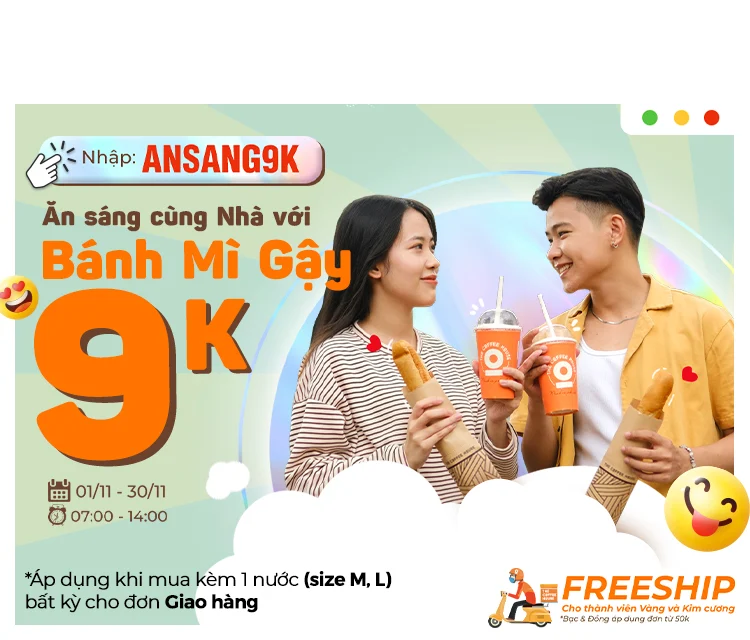 Nhập: ANSANG9K
Ăn sáng cùng Nhà với
Bánh Mì Gậy
9K
01/11 - 30/11
07:00 - 14:00
*Áp dụng khi mua kèm 1 nước (size M, L)
bất kỳ cho đơn Giao hàng
FREESHIP
Cho thành viên Vàng và Kim cương
*Bạc & Đồng áp dụng đơn từ 50k